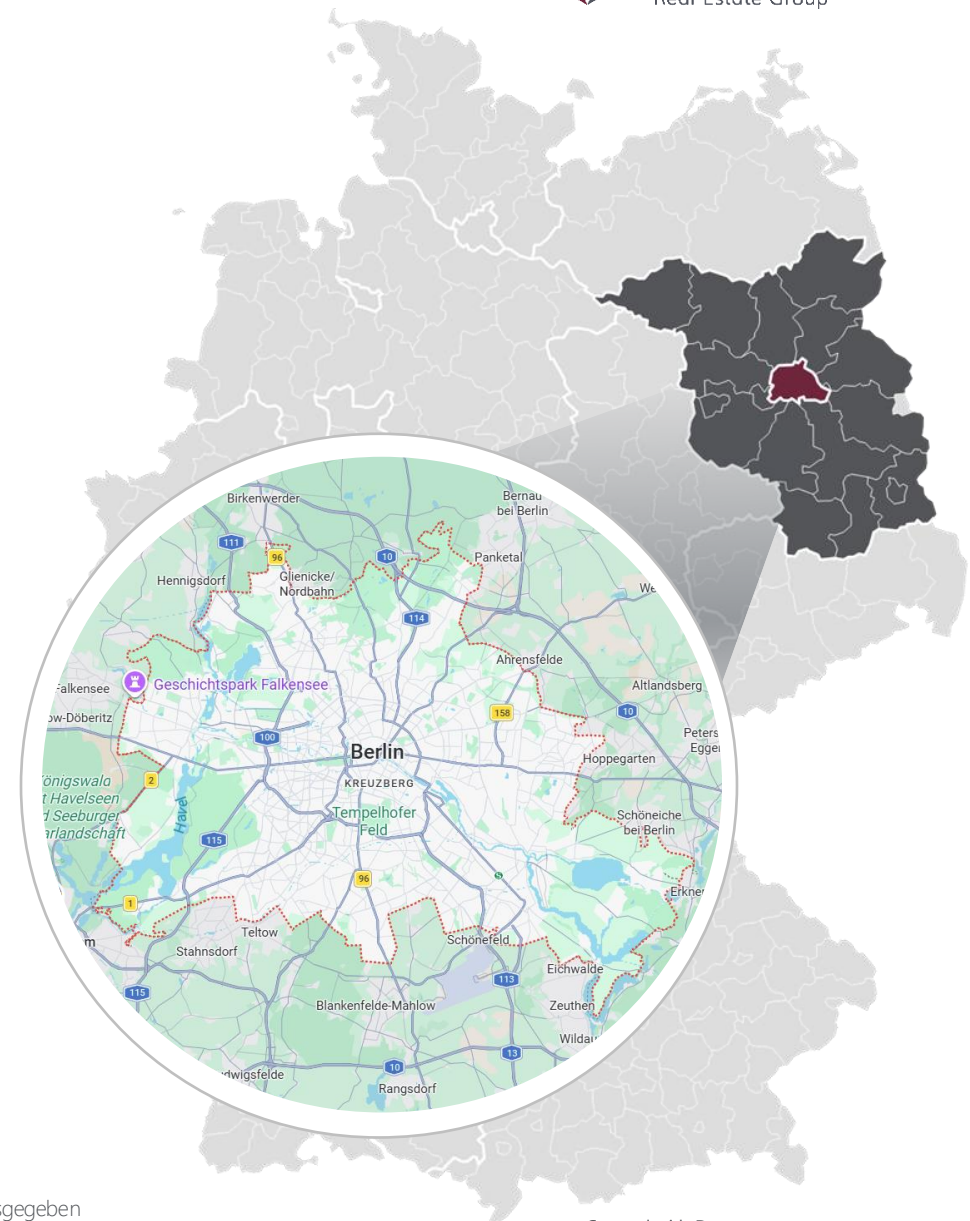 Real Estate Group
Birkenwerder
Bernau
bei Berlin
111
96
10
Panketal
Hennigsdorf
Glienicke/
Nordbahn
114
Ahrensfelde
Falkensee
Geschichtspark Falkensee
Altlandsberg
10
158
100
Berlin
Hoppegarten
KREUZBERG
2
Havel
Tempelhofer
Feld
Schöneiche
bei Berlin
115
96
1
Teltow
Schönefeld
Stahnsdorf
Eichwalde
113
115
Blankenfelde-Mahlow
Zeuthen
Wildau
13
10
Rangsdorf